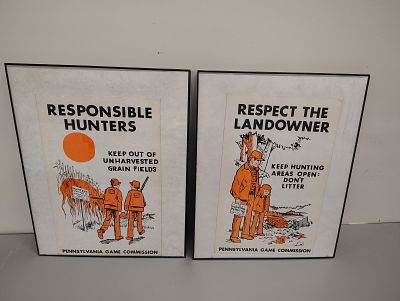 RESPONSIBLE
HUNTERS
KEEP OUT OF
UNHARVESTED
GRAIN FIELDS
PENNSYLVANIA GAME COMMISSION
RESPECT THE
LANDOWNER
KEEP HUNTING
AREAS OPEN:
DON'T
LITTER
PENNSYLVANIA GAME COMMISSION